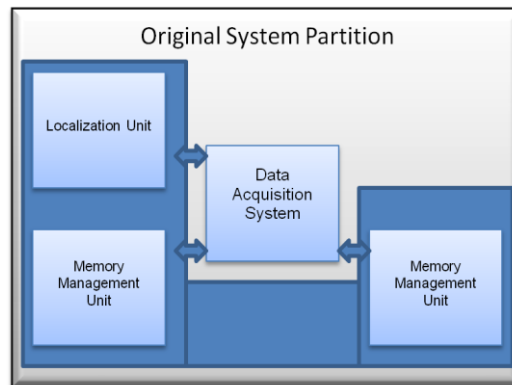 Original System Partition
Localization Unit
Data
Acquisition
System
Memory
Management
Unit
Memory
Management
Unit